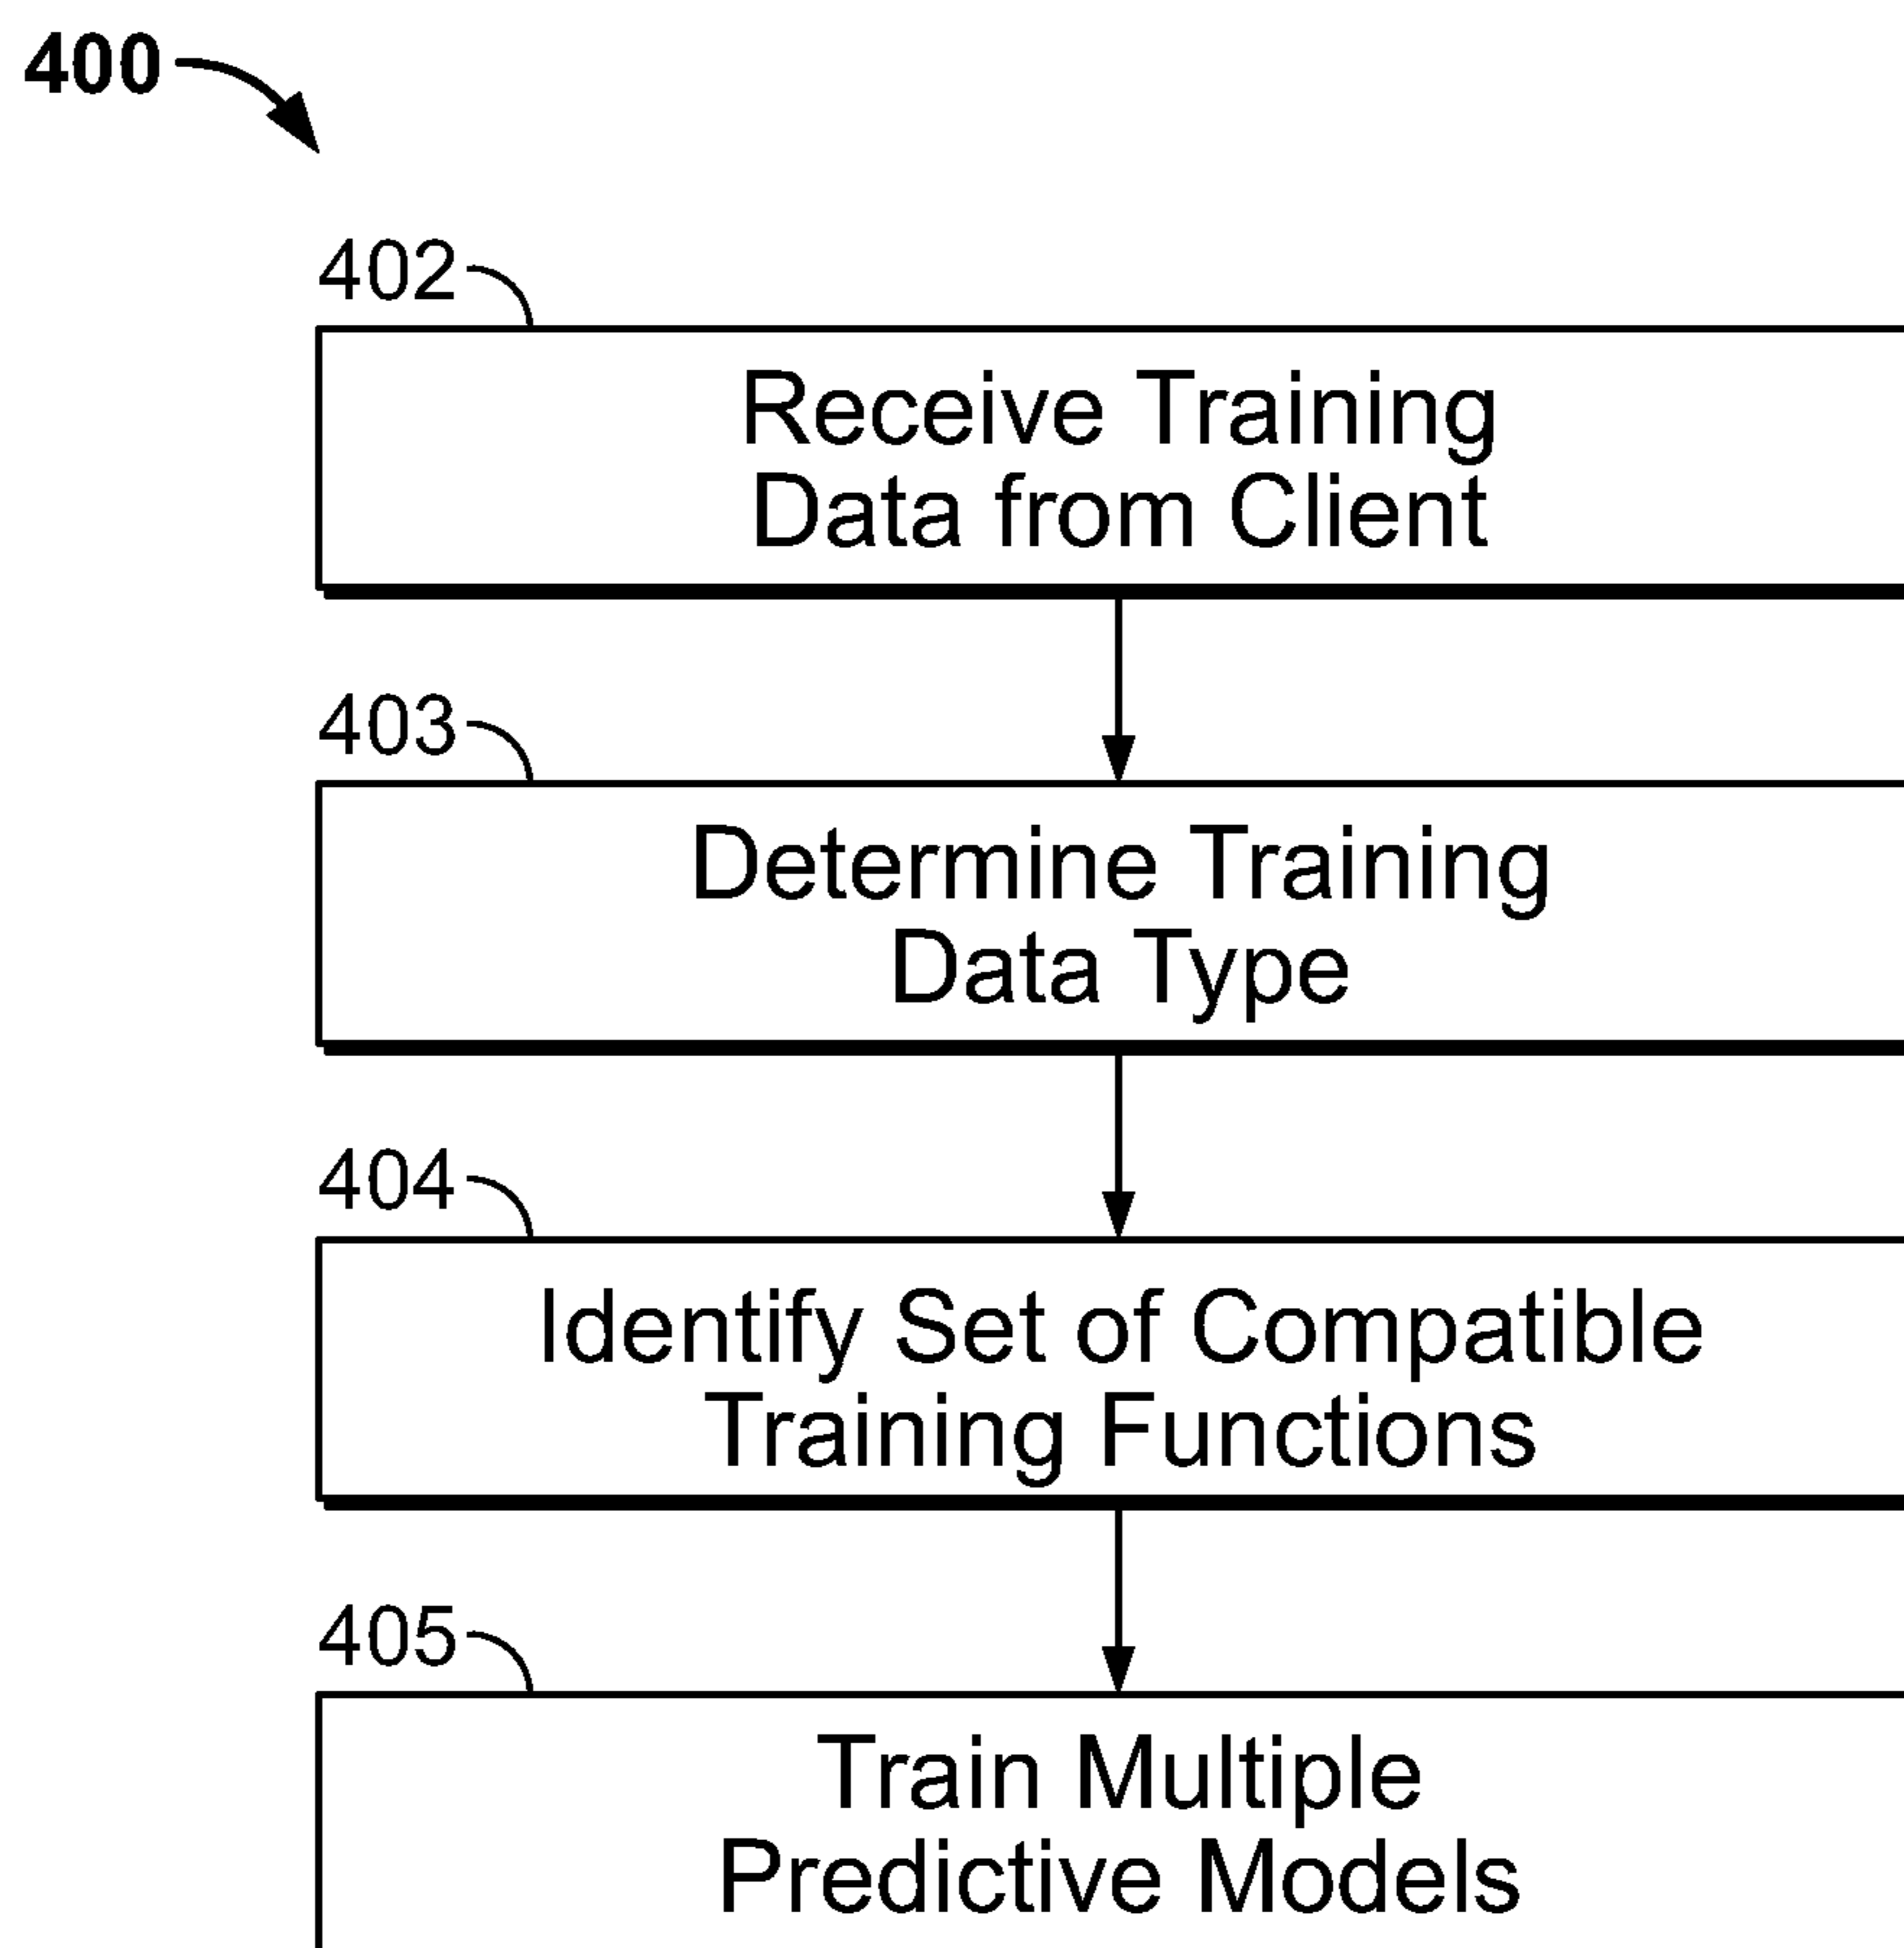 400
402
Receive Training
Data from Client
403
Determine Training
Data Type
404
Identify Set of Compatible
Training Functions
405
Train Multiple
Predictive Models